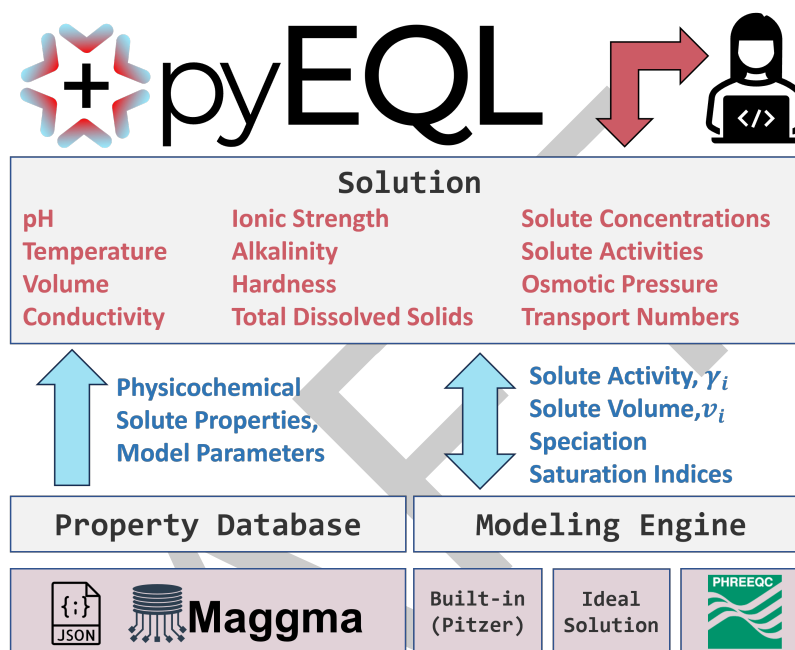 +pyEQL
</>
Solution
pH Ionic Strength Solute Concentrations
Temperature Alkalinity Solute Activities
Volume Hardness Osmotic Pressure
Conductivity Total Dissolved Solids Transport Numbers
Physicochemical
Solute Properties,
Model Parameters
Solute Activity, γᵢ
Solute Volume,𝑣ᵢ
Speciation
Saturation Indices
Property Database
Modeling Engine
{;}
JSON
Maggma
Built-in
(Pitzer)
Ideal
Solution
PHREEQC